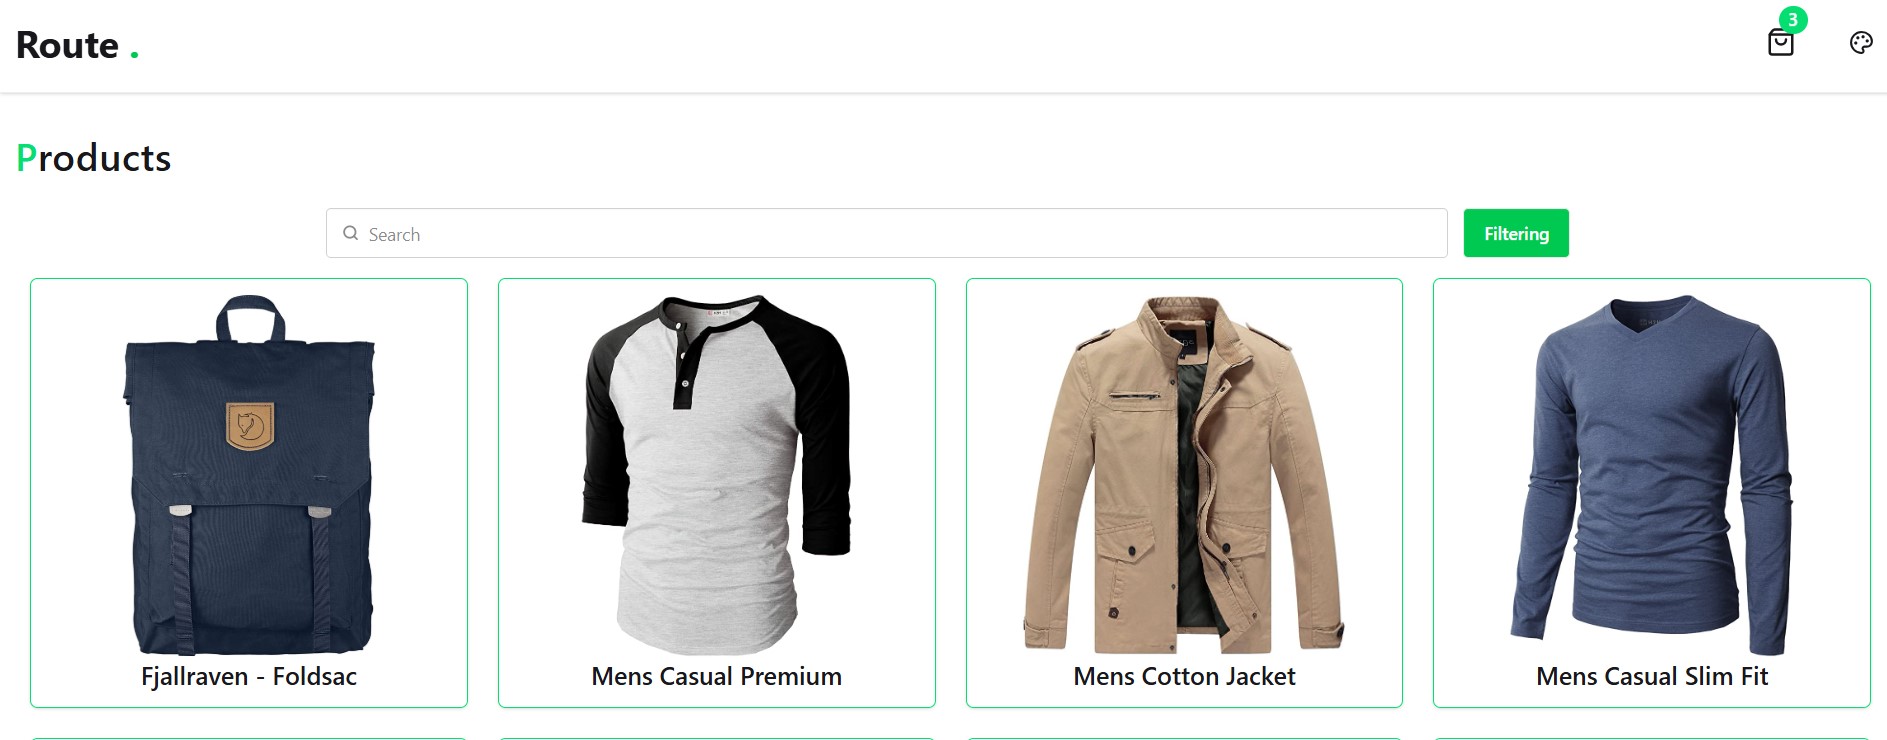 Route .
3
Products
Search
Filtering
Fjallraven - Foldsac
Mens Casual Premium
Mens Cotton Jacket
Mens Casual Slim Fit